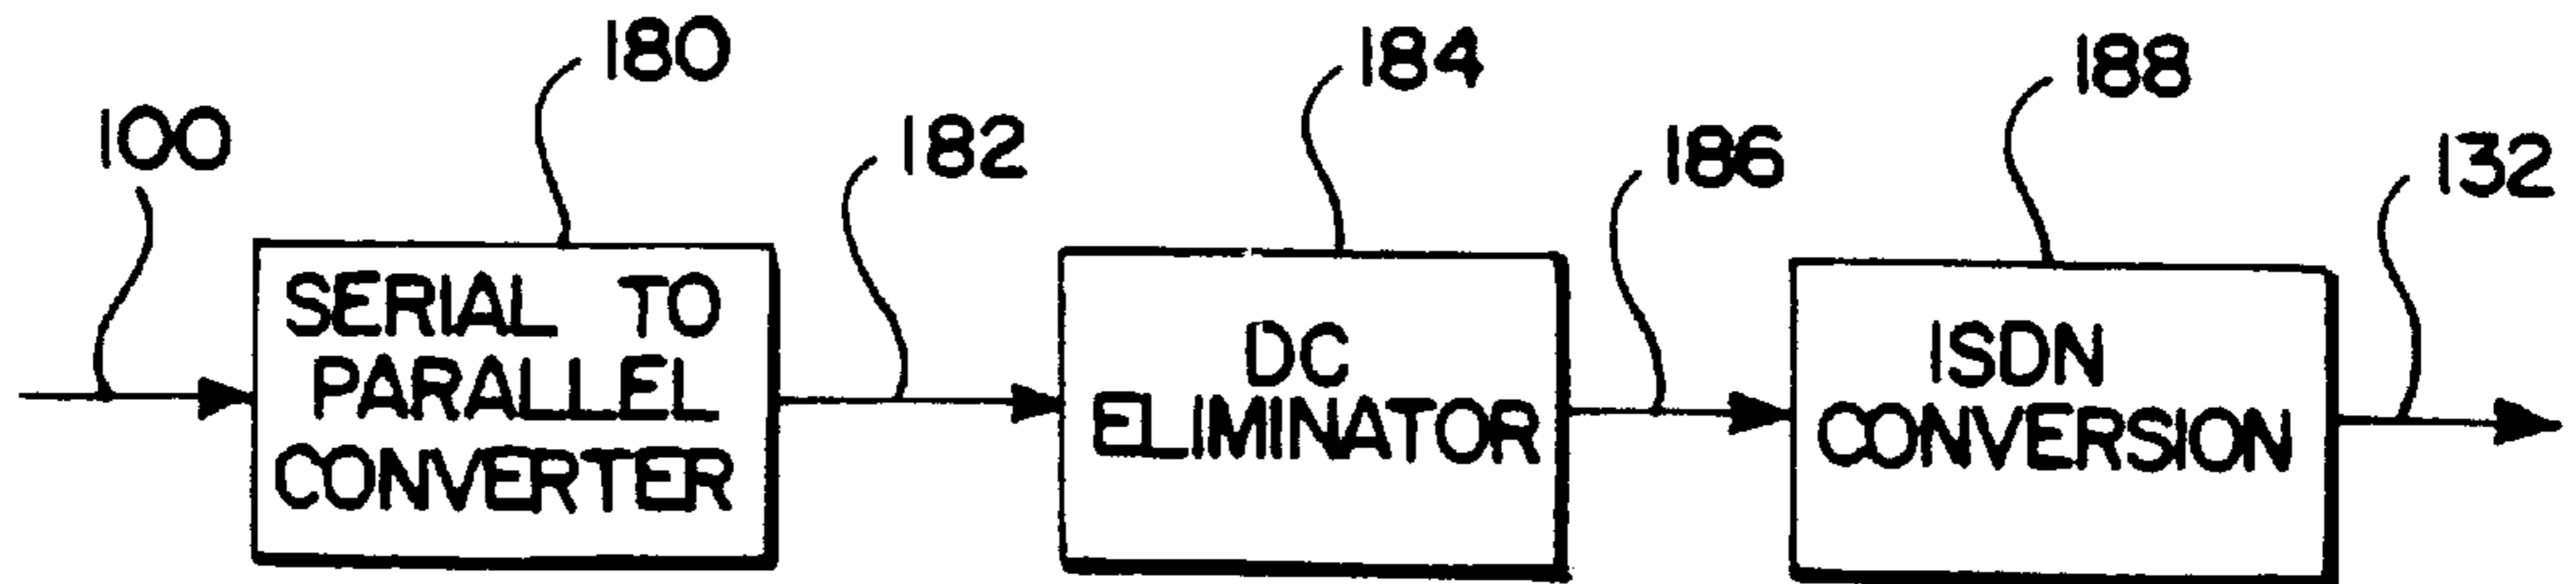 180
184
188
100
182
186
132
SERIAL TO
PARALLEL
CONVERTER
DC
ELIMINATOR
ISDN
CONVERSION